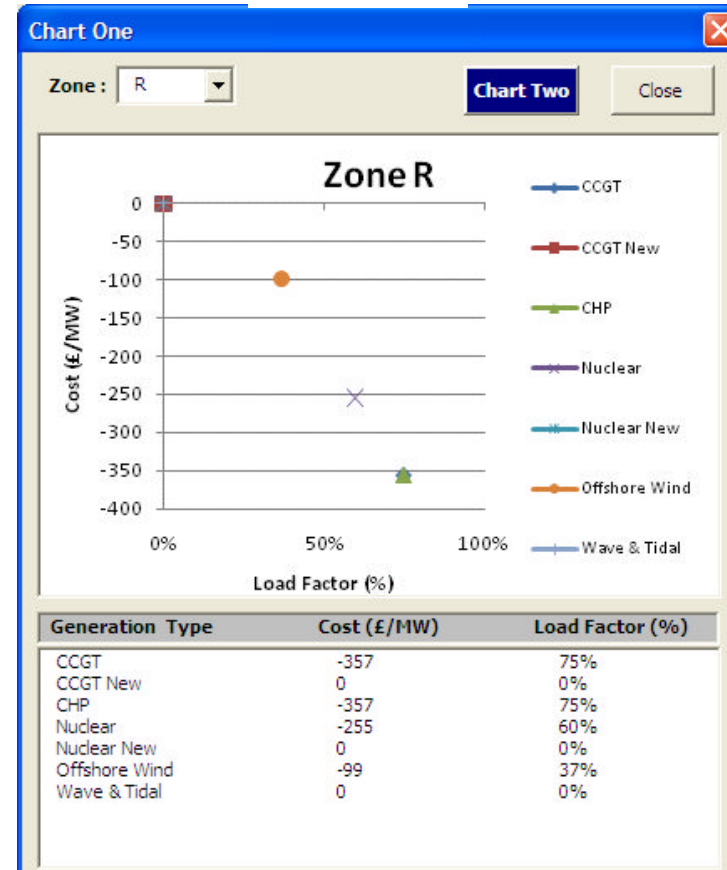 Chart One
Zone : R
Chart Two
Close
Zone R
0
-50
-100
-150
-200
-250
-300
-350
-400
Cost (£/MW)
0% 50% 100%
Load Factor (%)
CCGT
CCGT New
CHP
Nuclear
Nuclear New
Offshore Wind
Wave & Tidal
Generation Type Cost (£/MW) Load Factor (%)
CCGT -357 75%
CCGT New 0 0%
CHP -357 75%
Nuclear -255 60%
Nuclear New 0 0%
Offshore Wind -99 37%
Wave & Tidal 0 0%